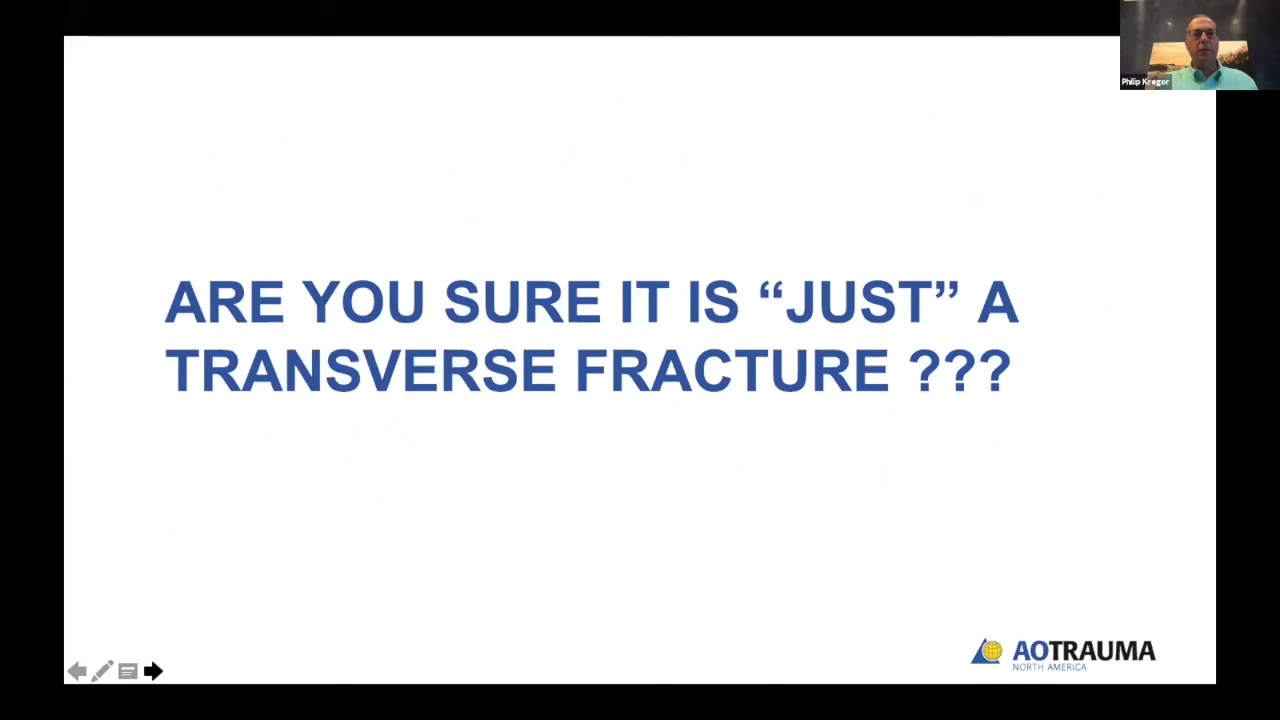 Philip Kregor
ARE YOU SURE IT IS “JUST” A
TRANSVERSE FRACTURE ???
AOTRAUMA
NORTH AMERICA